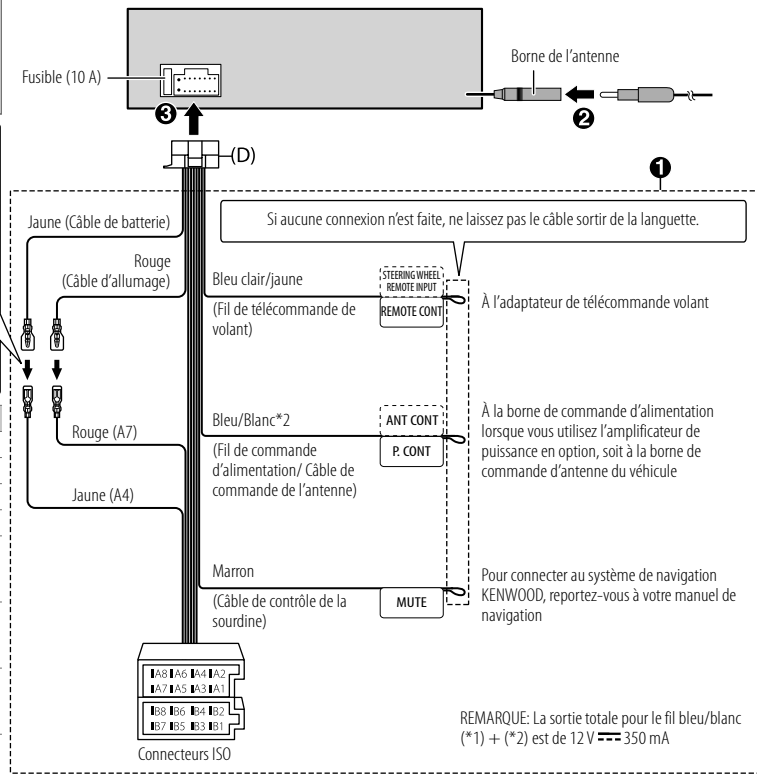 Fusible (10 A)
Borne de l'antenne
❸
❷
(D)
❶
Jaune (Câble de batterie)
Si aucune connexion n'est faite, ne laissez pas le câble sortir de la languette.
Rouge
(Câble d'allumage)
Bleu clair/jaune
(Fil de télécommande de
volant)
STEERING WHEEL
REMOTE INPUT
REMOTE CONT
À l'adaptateur de télécommande volant
Rouge (A7)
Jaune (A4)
Bleu/Blanc*2
(Fil de commande
d'alimentation/ Câble de
commande de l'antenne)
ANT CONT
P. CONT
À la borne de commande d'alimentation
lorsque vous utilisez l'amplificateur de
puissance en option, soit à la borne de
commande d'antenne du véhicule
Marron
(Câble de contrôle de la
sourdine)
MUTE
Pour connecter au système de navigation
KENWOOD, reportez-vous à votre manuel de
navigation
A8 A6 A4 A2
A7 A5 A3 A1
B8 B6 B4 B2
B7 B5 B3 B1
Connecteurs ISO
REMARQUE: La sortie totale pour le fil bleu/blanc
(*1) + (*2) est de 12 V ⎓ 350 mA